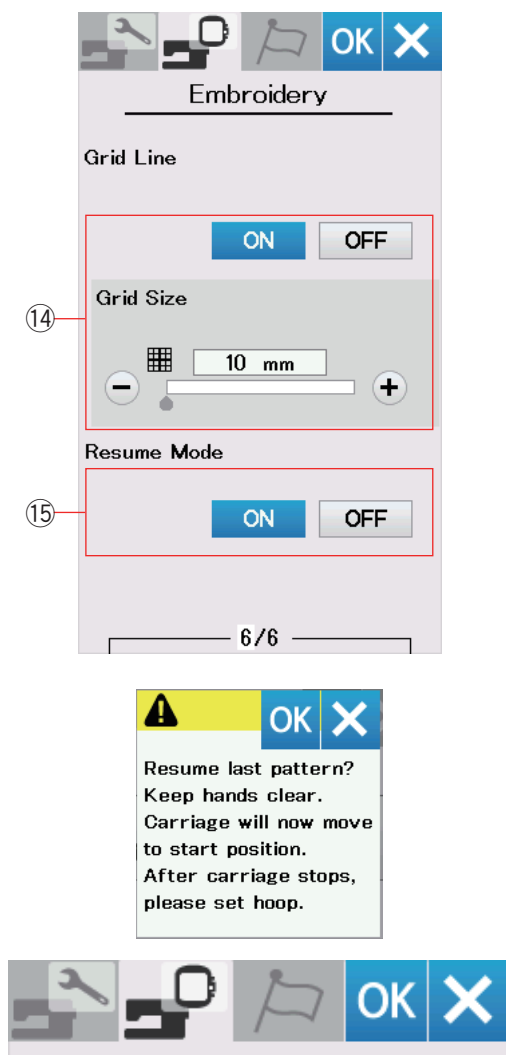 OK X
Embroidery
Grid Line
ON OFF
Grid Size
⑭
10 mm
− +
Resume Mode
⑮
ON OFF
6/6
OK X
Resume last pattern?
Keep hands clear.
Carriage will now move
to start position.
After carriage stops,
please set hoop.
OK X